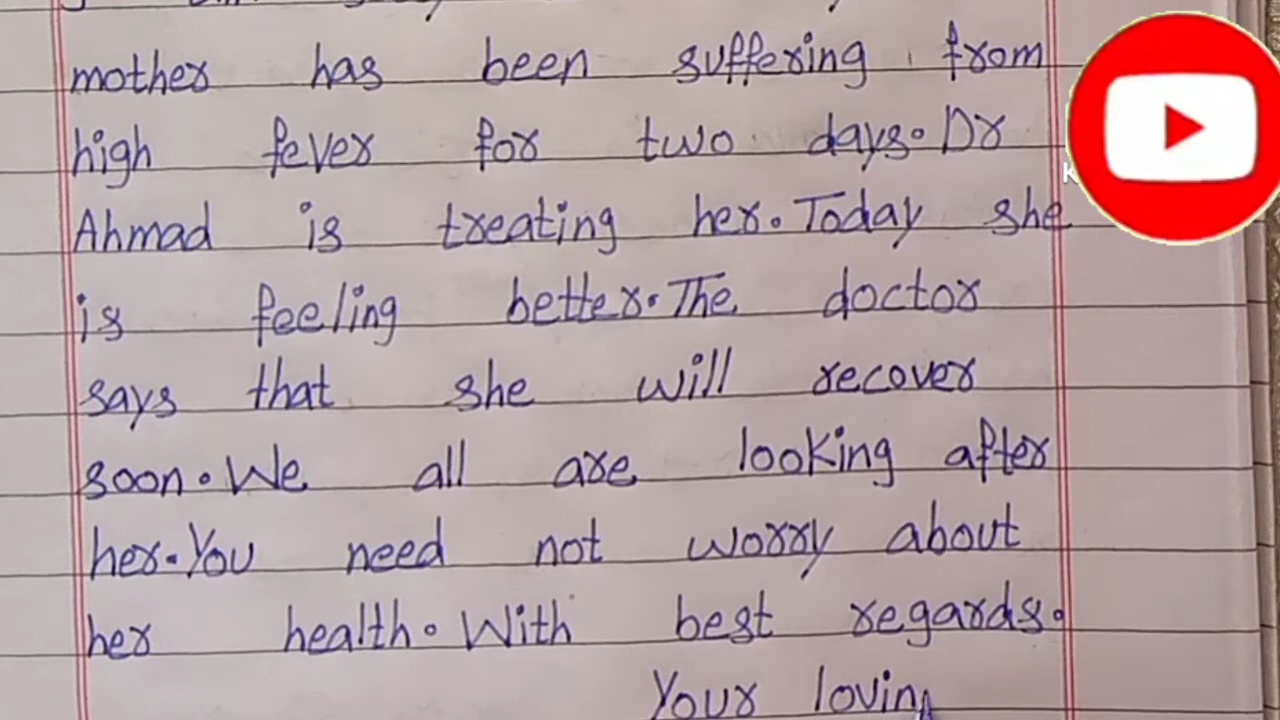 mother has been suffering from
high fever for two days. Dr
Ahmad is treating her. Today she
is feeling better. The doctor
says that she will recover
soon. We all are looking after
her. You need not worry about
her health. With best regards.
Your lovin